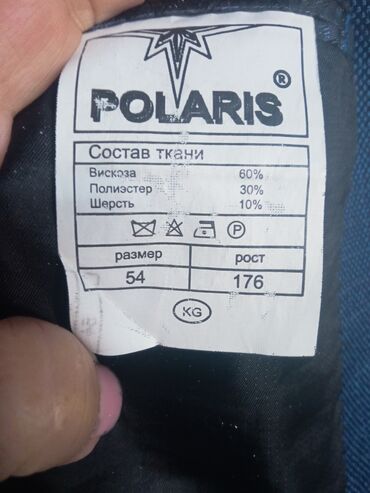 POLARIS ®
Состав ткани
Вискоза 60%
Полиэстер 30%
Шерсть 10%
P
размер рост
54 176
KG